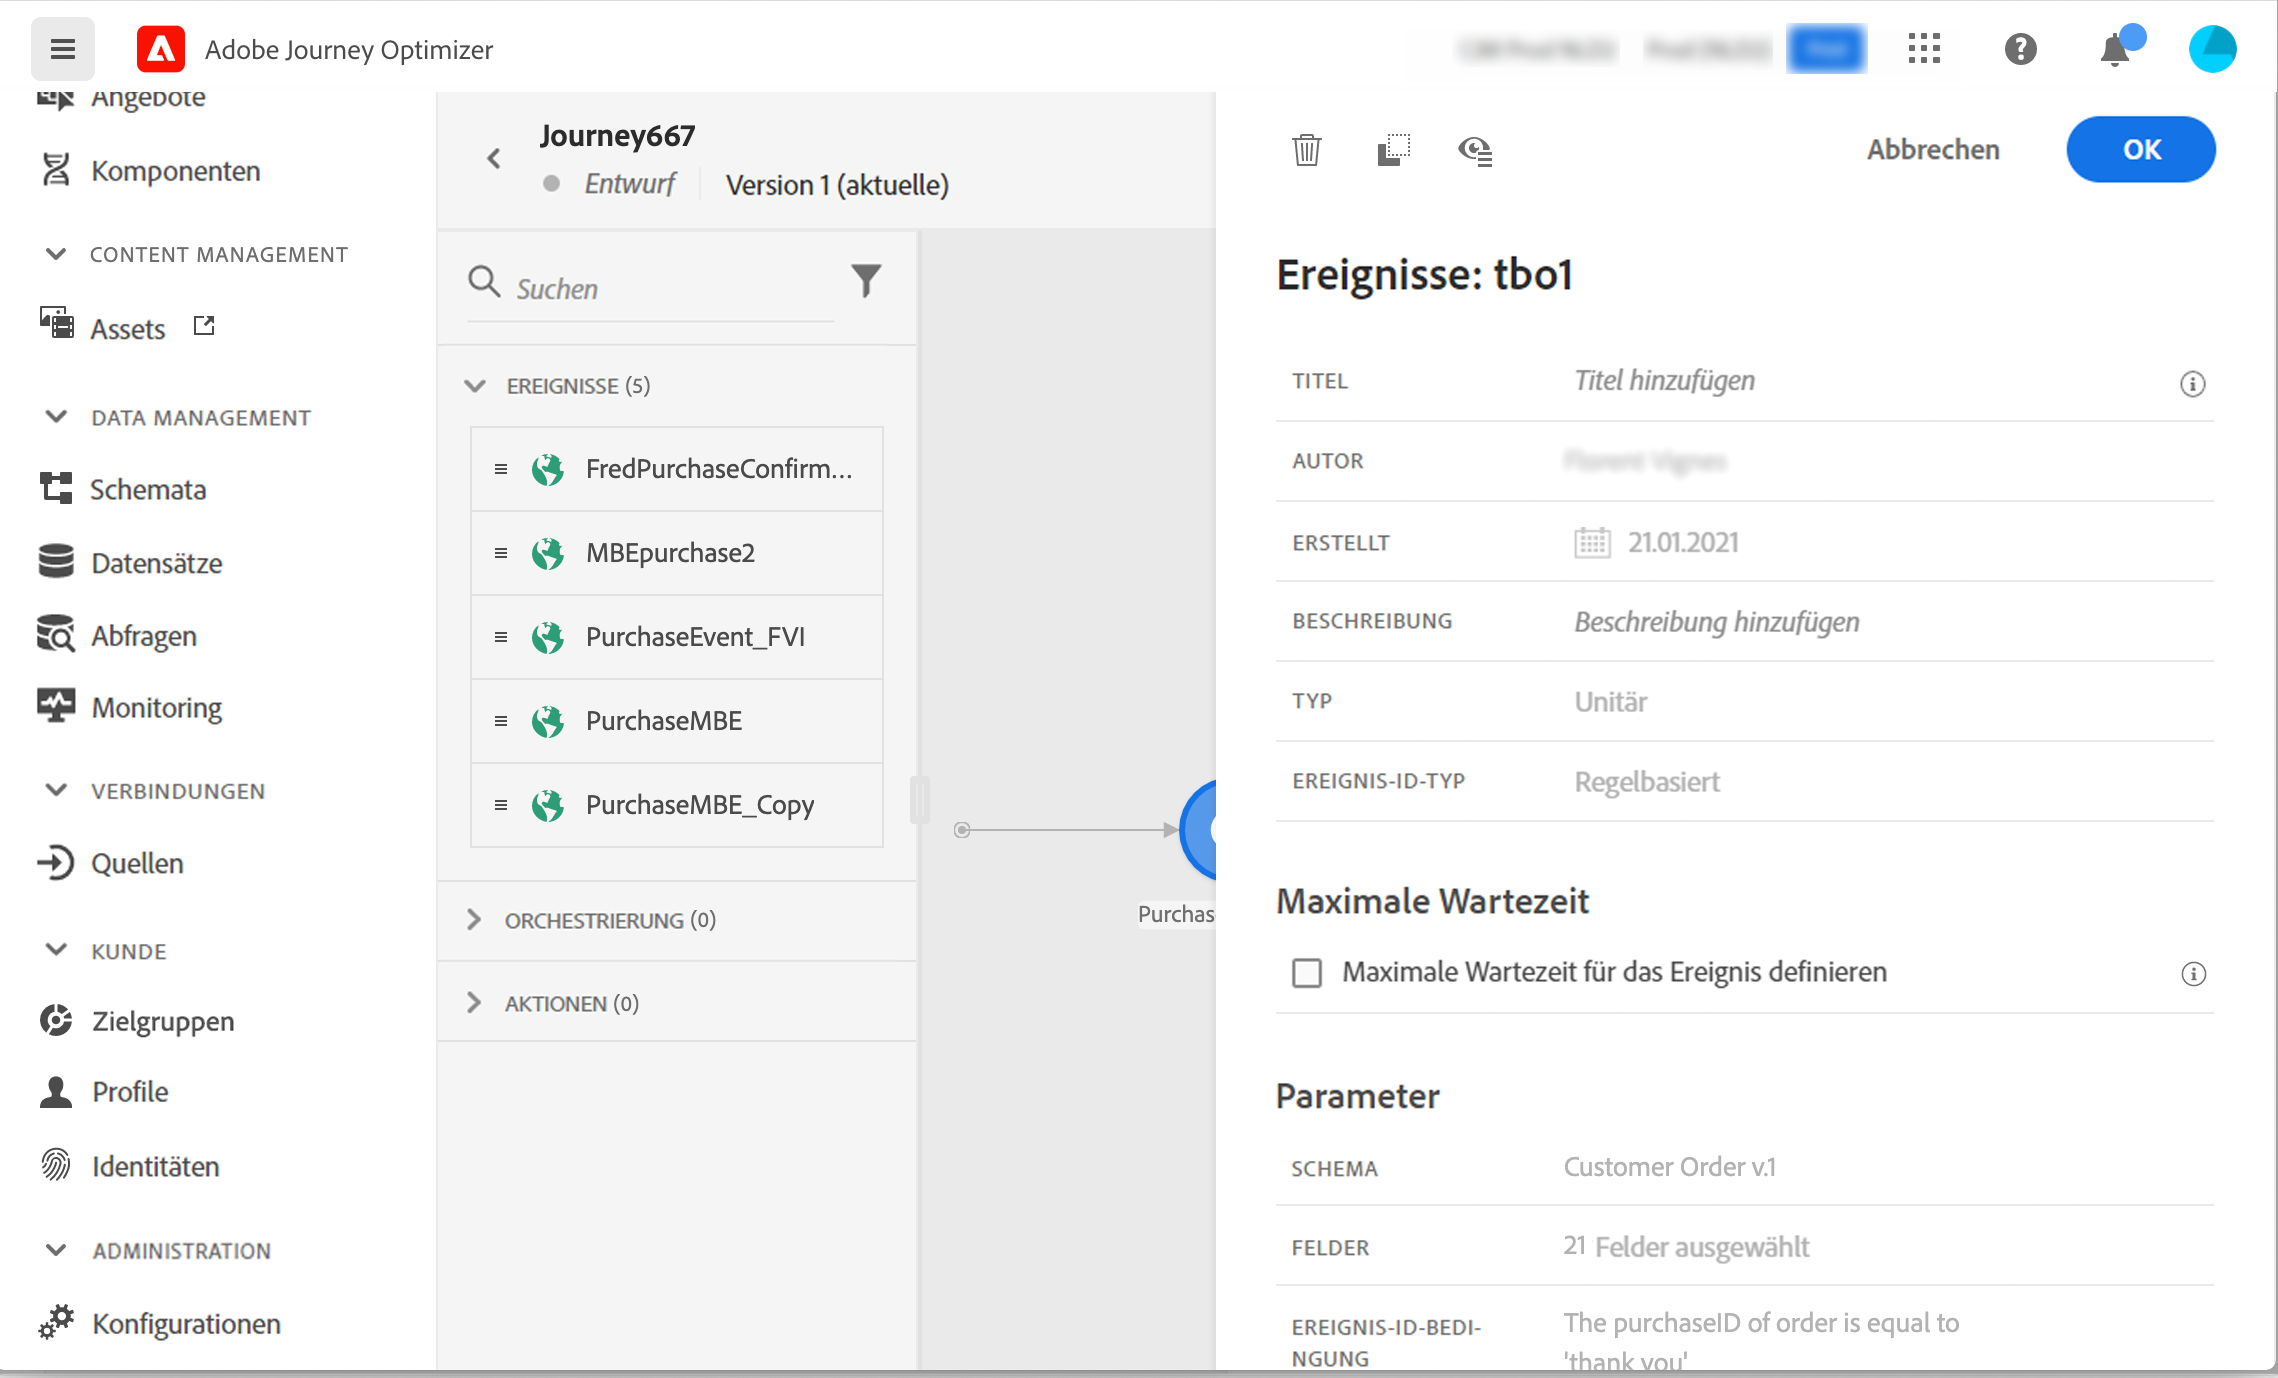 Adobe Journey Optimizer
Angebote
Komponenten
CONTENT MANAGEMENT
Assets
DATA MANAGEMENT
Schemata
Datensätze
Abfragen
Monitoring
VERBINDUNGEN
Quellen
KUNDE
Zielgruppen
Profile
Identitäten
ADMINISTRATION
Konfigurationen
Journey667
Entwurf
Version 1 (aktuelle)
Suchen
EREIGNISSE (5)
FredPurchaseConfirm...
MBEpurchase2
PurchaseEvent_FVI
PurchaseMBE
PurchaseMBE_Copy
ORCHESTRIERUNG (0)
AKTIONEN (0)
Purchas
Abbrechen
OK
Ereignisse: tbo1
TITEL
Titel hinzufügen
AUTOR
ERSTELLT
21.01.2021
BESCHREIBUNG
Beschreibung hinzufügen
TYP
Unitär
EREIGNIS-ID-TYP
Regelbasiert
Maximale Wartezeit
Maximale Wartezeit für das Ereignis definieren
Parameter
SCHEMA
Customer Order v.1
FELDER
21 Felder ausgewählt
EREIGNIS-ID-BEDI-
NGUNG
The purchaseID of order is equal to
'thank you'